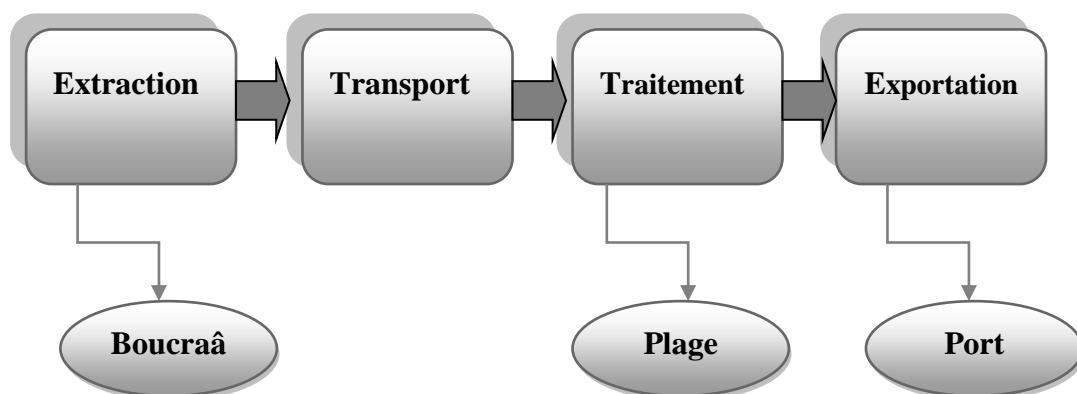 Extraction
Transport
Traitement
Exportation
Boucraâ
Plage
Port